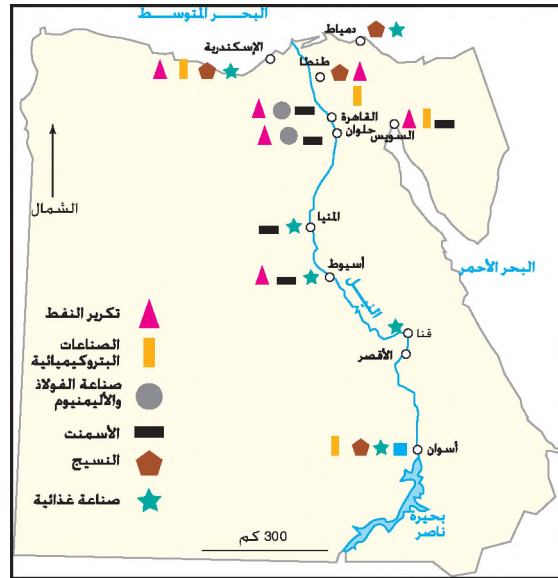 البحر المتوسط
دمياط
الإسكندرية
طنطا
القاهرة
حلوان
السويس
الشمال
المنيا
البحر الأحمر
أسيوط
النيل
قنا
الأقصر
أسوان
بحيرة
ناصر
تكرير النفط
الصناعات
البتروكيميائية
صناعة الفولاذ
والأليمنيوم
الأسمنت
النسيج
صناعة غذائية
300 كم